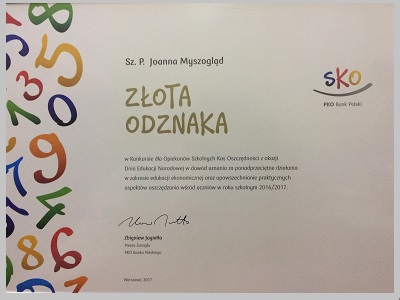 Sz. P. Joanna Myszogląd
SKO
PKO Bank Polski
ZŁOTA
ODZNAKA
w Konkursie dla Opiekunów Szkolnych Kas Oszczędności z okazji
Dnia Edukacji Narodowej w dowód uznania za ponadprzeciętne działania
w zakresie edukacji ekonomicznej oraz upowszechnianie praktycznych
aspektów oszczędzania wśród uczniów w roku szkolnym 2016/2017.
Zbigniew Jagiełło
Prezes Zarządu
PKO Banku Polskiego
Warszawa, 2017